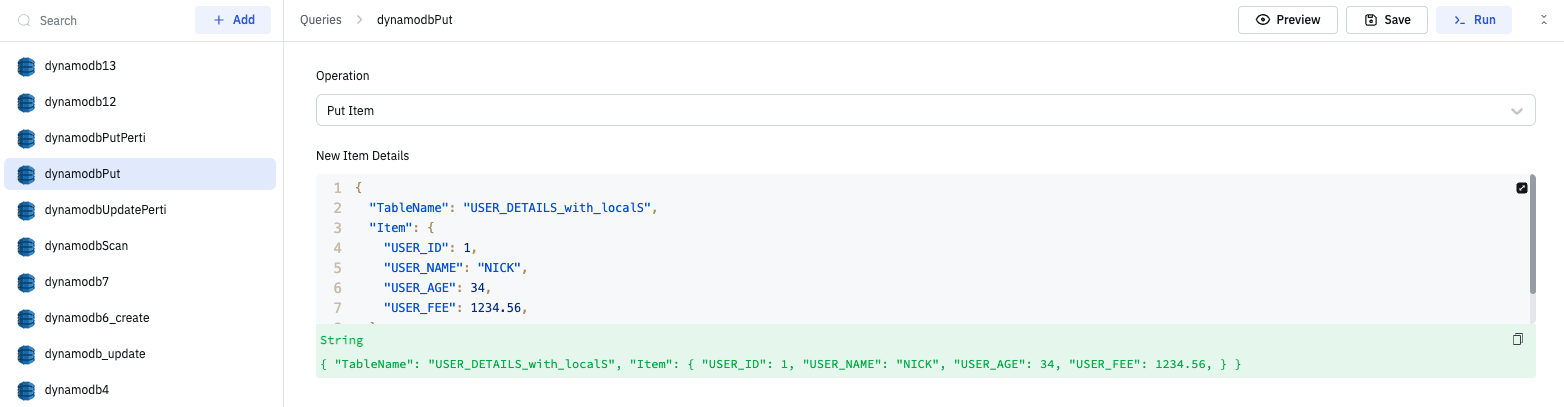 Search
+ Add
Queries > dynamodbPut
Preview
Save
Run
dynamodb13
dynamodb12
dynamodbPutPerti
dynamodbPut
dynamodbUpdatePerti
dynamodbScan
dynamodb7
dynamodb6_create
dynamodb_update
dynamodb4
Operation
Put Item
New Item Details
1 {
2 "TableName": "USER_DETAILS_with_localS",
3 "Item": {
4 "USER_ID": 1,
5 "USER_NAME": "NICK",
6 "USER_AGE": 34,
7 "USER_FEE": 1234.56,
String
{ "TableName": "USER_DETAILS_with_localS", "Item": { "USER_ID": 1, "USER_NAME": "NICK", "USER_AGE": 34, "USER_FEE": 1234.56, } }